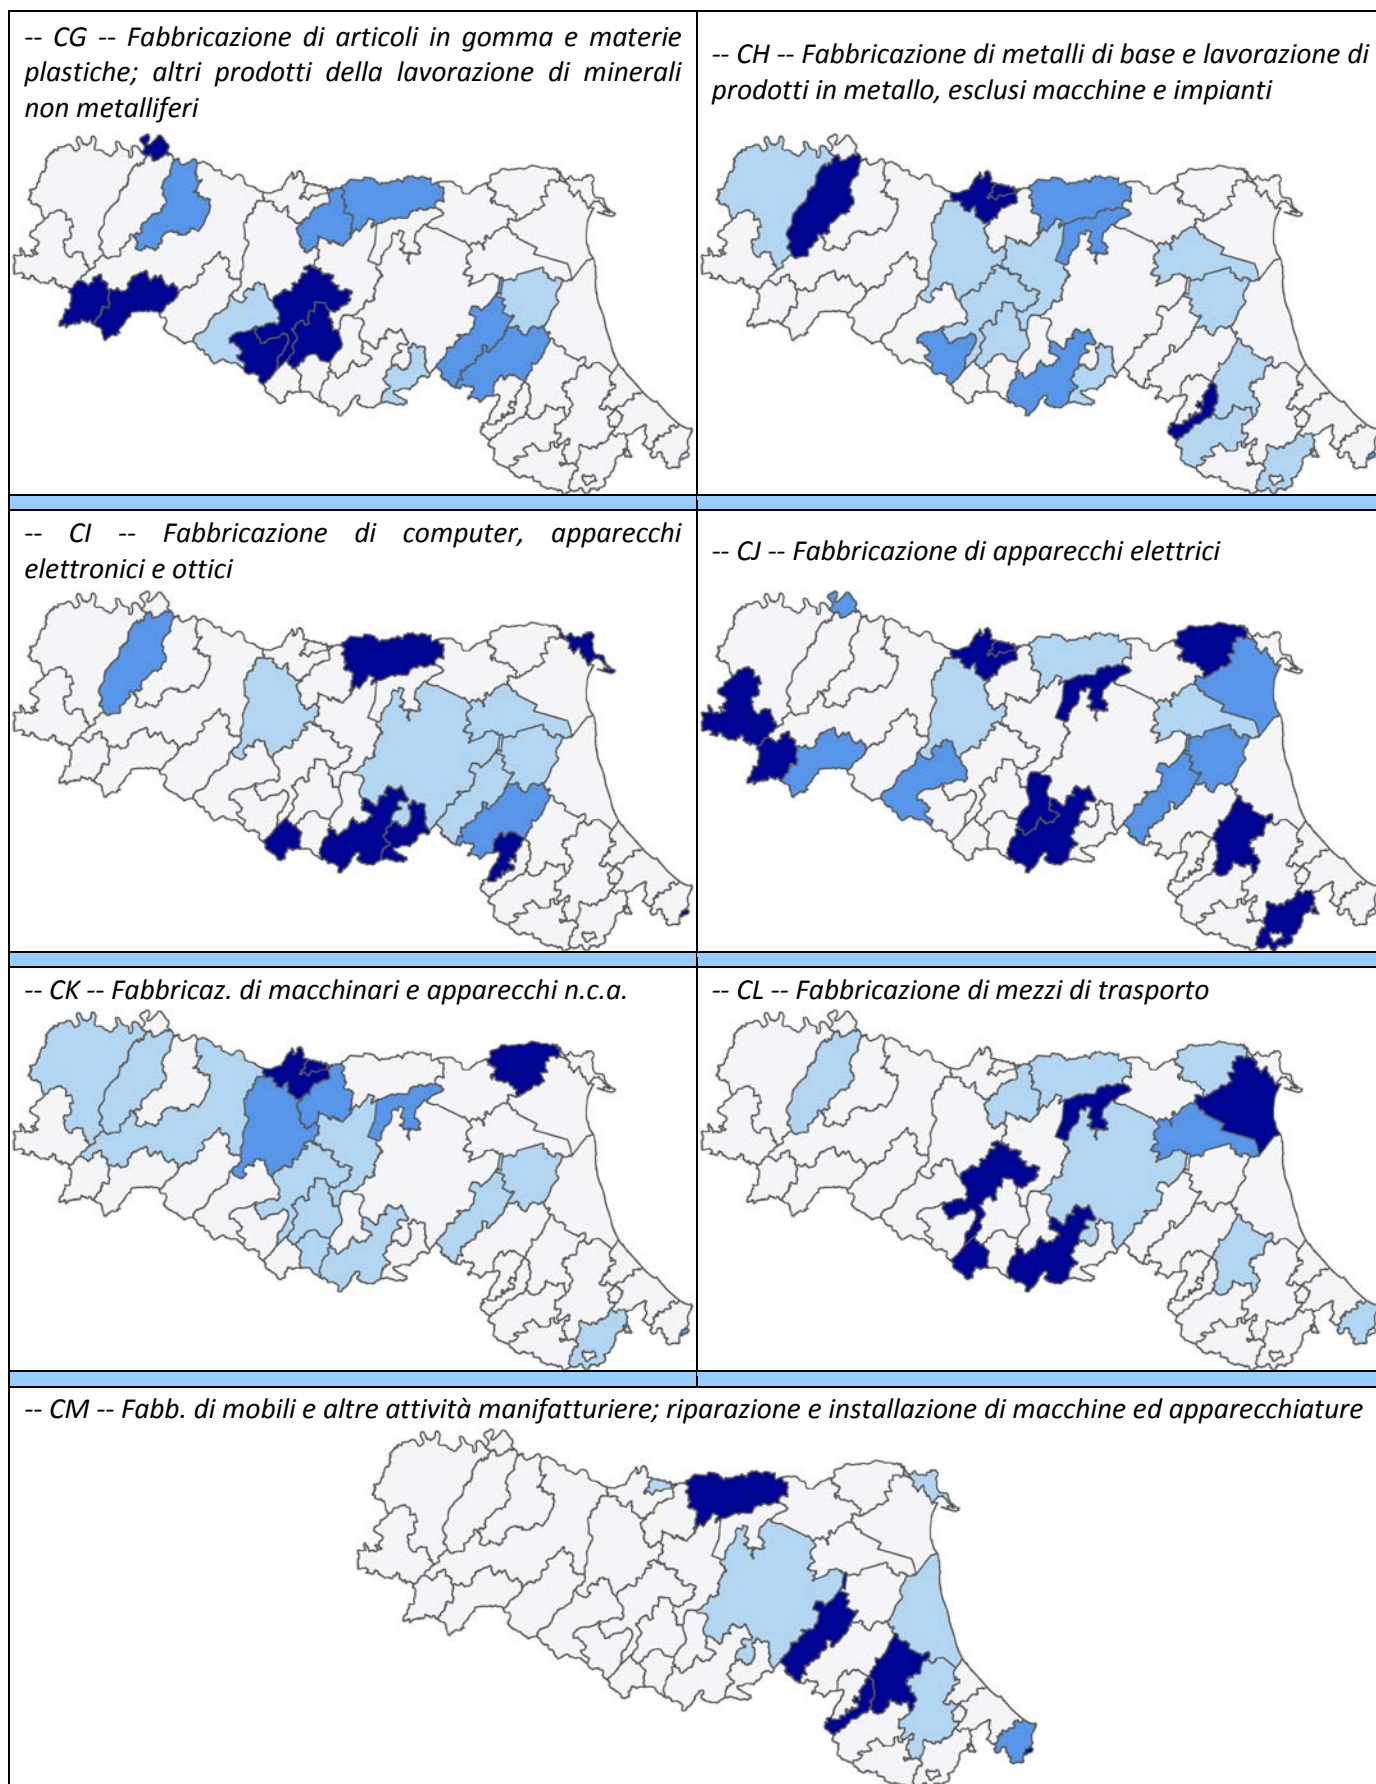 -- CG -- Fabbricazione di articoli in gomma e materie
plastiche; altri prodotti della lavorazione di minerali
non metalliferi
-- CH -- Fabbricazione di metalli di base e lavorazione di
prodotti in metallo, esclusi macchine e impianti
-- CI -- Fabbricazione di computer, apparecchi
elettronici e ottici
-- CJ -- Fabbricazione di apparecchi elettrici
-- CK -- Fabbricaz. di macchinari e apparecchi n.c.a.
-- CL -- Fabbricazione di mezzi di trasporto
-- CM -- Fabb. di mobili e altre attività manifatturiere; riparazione e installazione di macchine ed apparecchiature